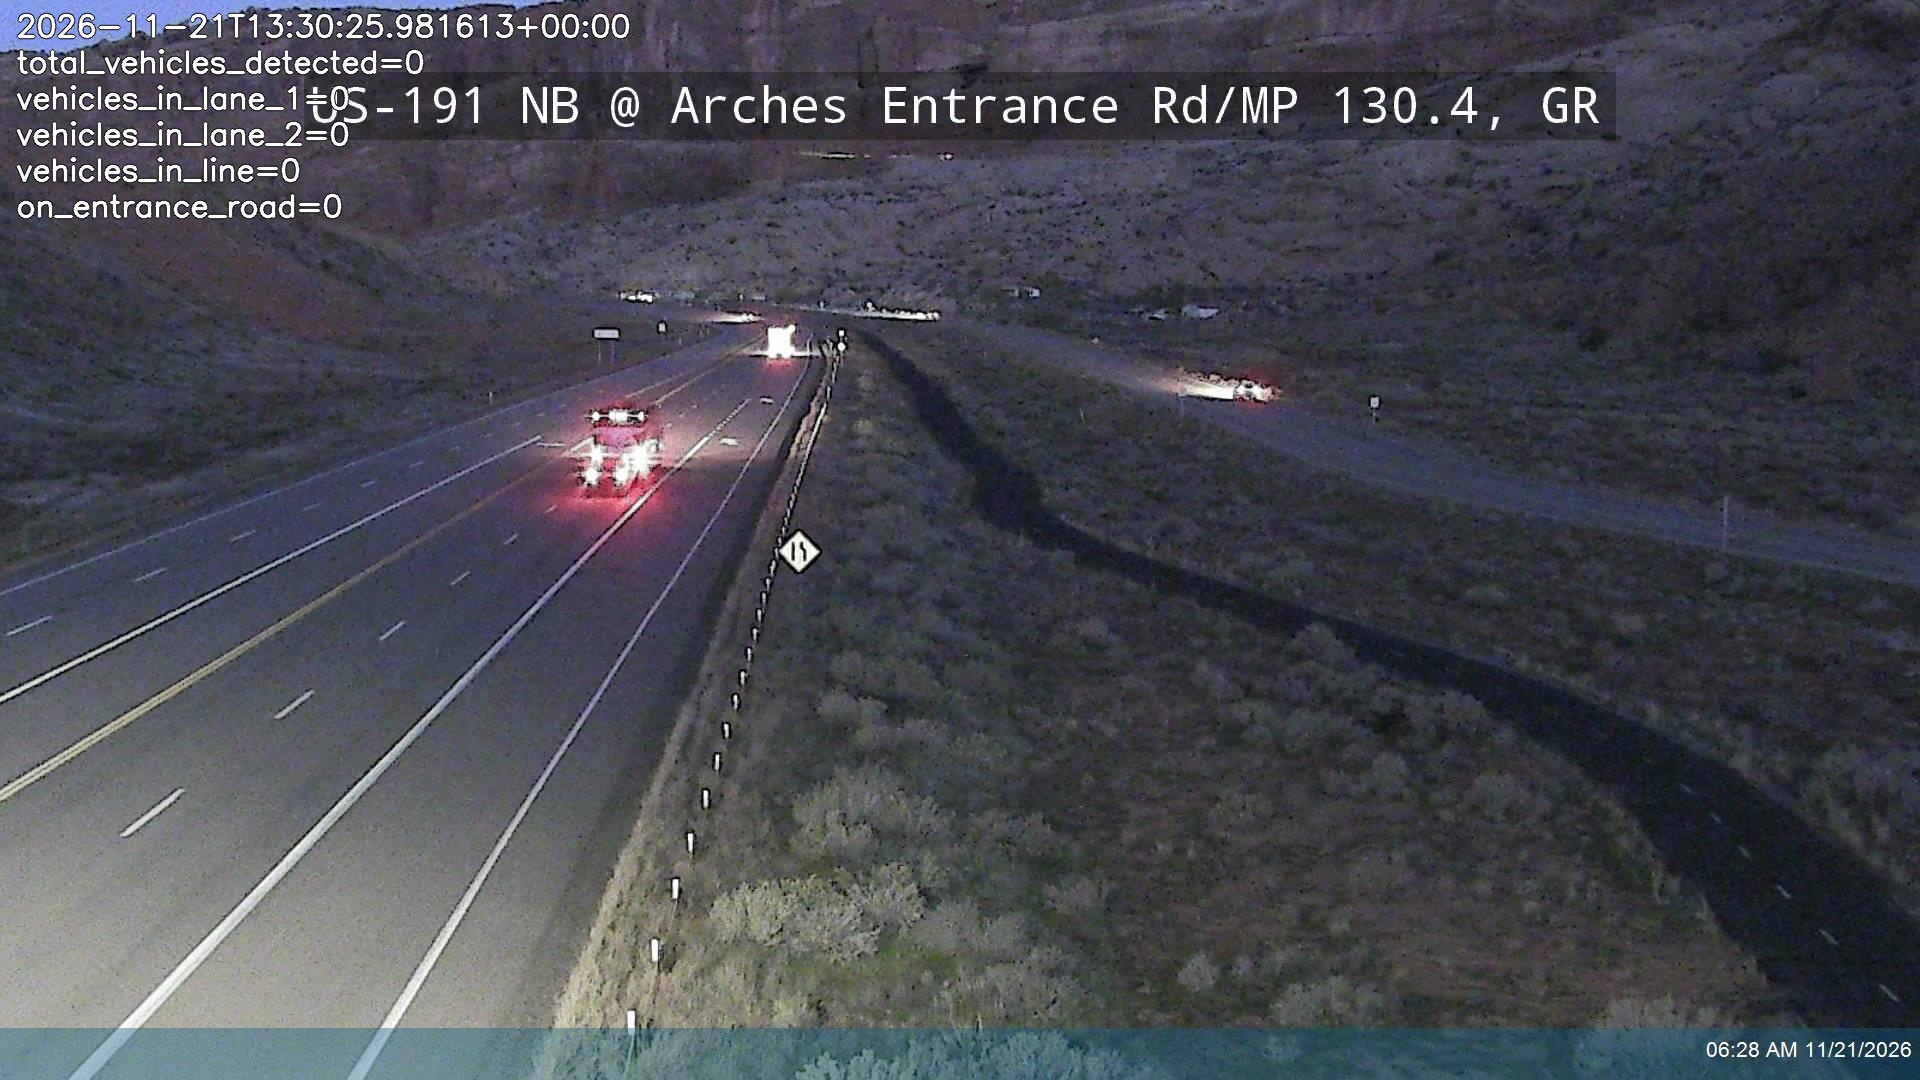 2026-11-21T13:30:25.981613+00:00
total_vehicles_detected=0
vehicles_in_lane_1=0
US-191 NB @ Arches Entrance Rd/MP 130.4, GR
vehicles_in_lane_2=0
vehicles_in_line=0
on_entrance_road=0
06:28 AM 11/21/2026